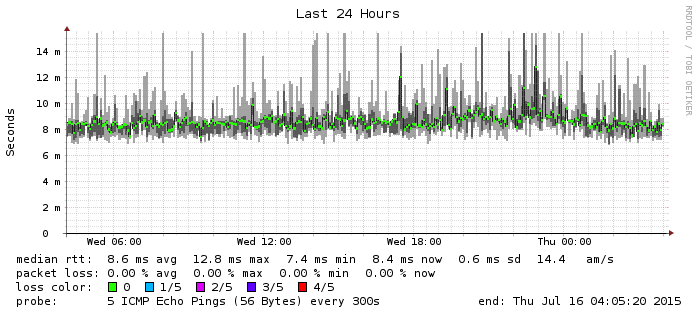 Last 24 Hours
RRDTOOL / TOBI OETIKER
Seconds
14 m
12 m
10 m
8 m
6 m
4 m
2 m
0
Wed 06:00 Wed 12:00 Wed 18:00 Thu 00:00
median rtt: 8.6 ms avg 12.8 ms max 7.4 ms min 8.4 ms now 0.6 ms sd 14.4 am/s
packet loss: 0.00 % avg 0.00 % max 0.00 % min 0.00 % now
loss color: 0 1/5 2/5 3/5 4/5
probe: 5 ICMP Echo Pings (56 Bytes) every 300s end: Thu Jul 16 04:05:20 2015